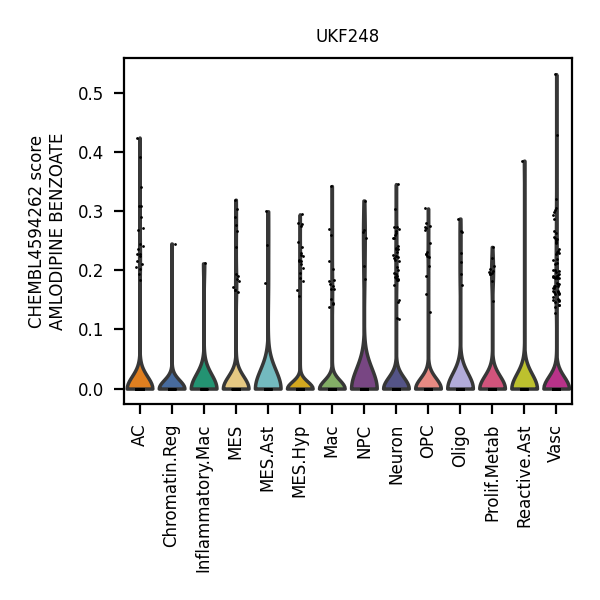 UKF248
CHEMBL4594262 score
AMLODIPINE BENZOATE
0.5
0.4
0.3
0.2
0.1
0.0
AC
Chromatin.Reg
Inflammatory.Mac
MES
MES.Ast
MES.Hyp
Mac
NPC
Neuron
OPC
Oligo
Prolif.Metab
Reactive.Ast
Vasc